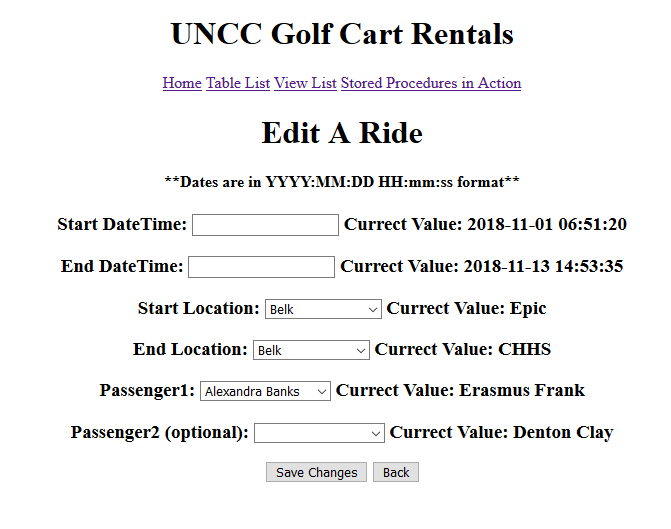 UNCC Golf Cart Rentals
Home Table List View List Stored Procedures in Action
Edit A Ride
**Dates are in YYYY:MM:DD HH:mm:ss format**
Start DateTime: Currect Value: 2018-11-01 06:51:20
End DateTime: Currect Value: 2018-11-13 14:53:35
Start Location: Belk Currect Value: Epic
End Location: Belk Currect Value: CHHS
Passenger1: Alexandra Banks Currect Value: Erasmus Frank
Passenger2 (optional): Currect Value: Denton Clay
Save Changes Back